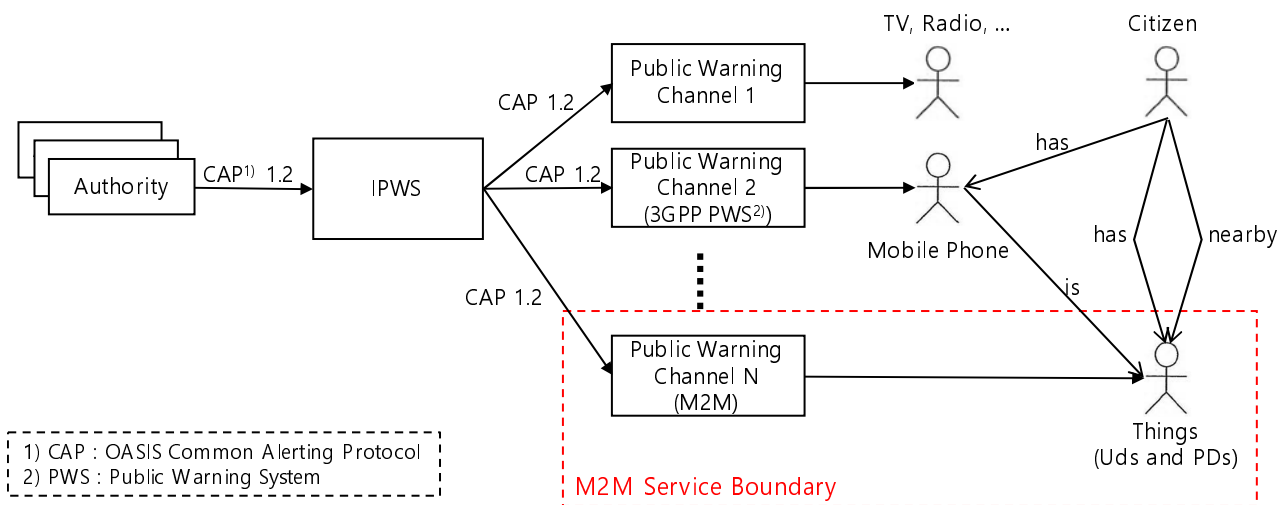 TV, Radio, ...
Citizen
Public Warning
Channel 1
CAP 1.2
has
Authority
CAP1) 1.2
IPWS
CAP 1.2
Public Warning
Channel 2
(3GPP PWS2))
Mobile Phone
has
nearby
is
CAP 1.2
Public Warning
Channel N
(M2M)
Things
(Uds and PDs)
1) CAP : OASIS Common Alerting Protocol
2) PWS : Public Warning System
M2M Service Boundary